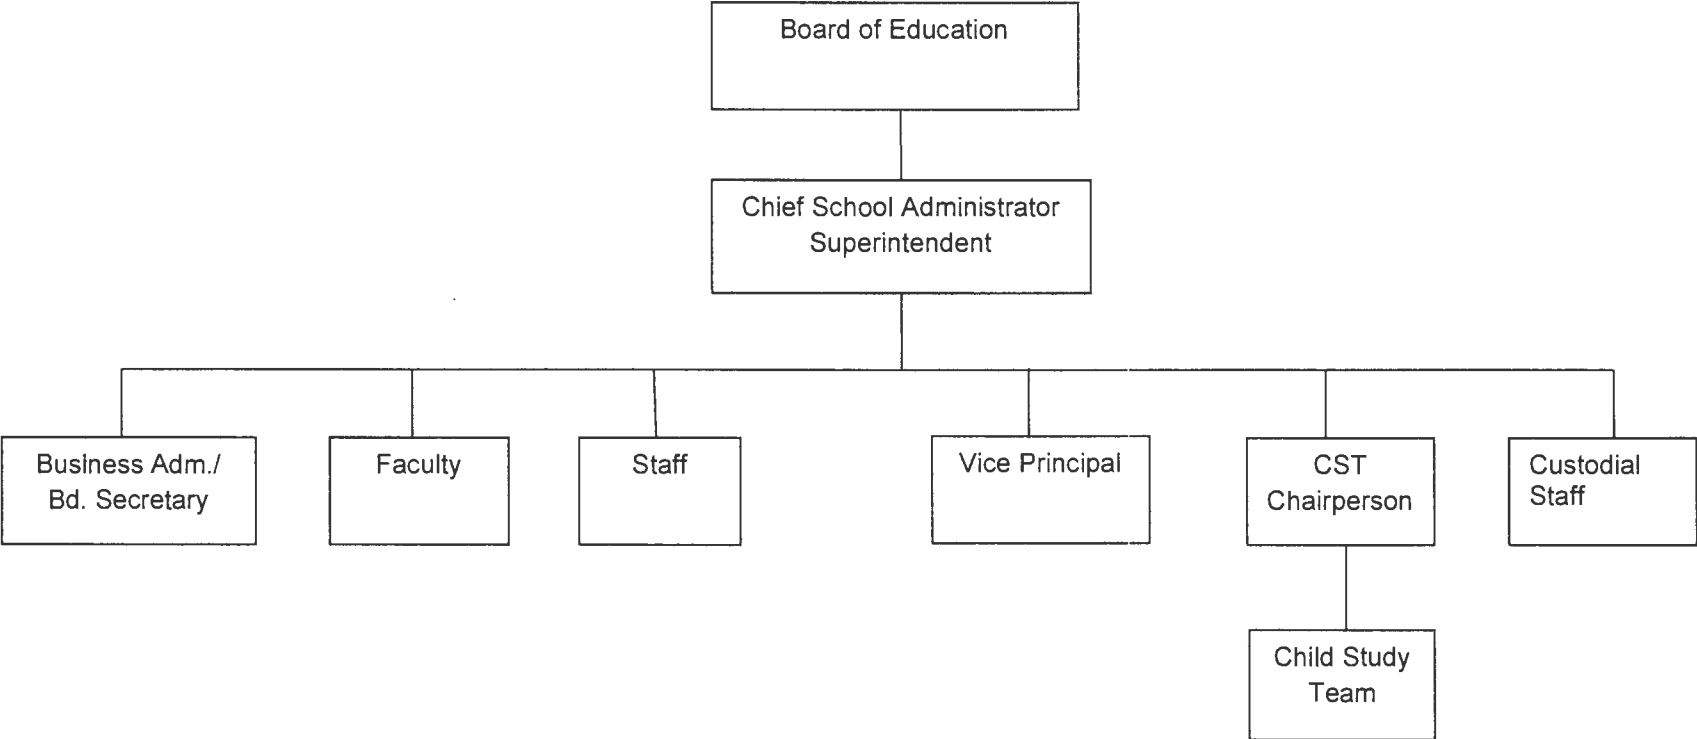 Board of Education
Chief School Administrator
Superintendent
Business Adm./
Bd. Secretary
Faculty
Staff
Vice Principal
CST
Chairperson
Custodial
Staff
Child Study
Team